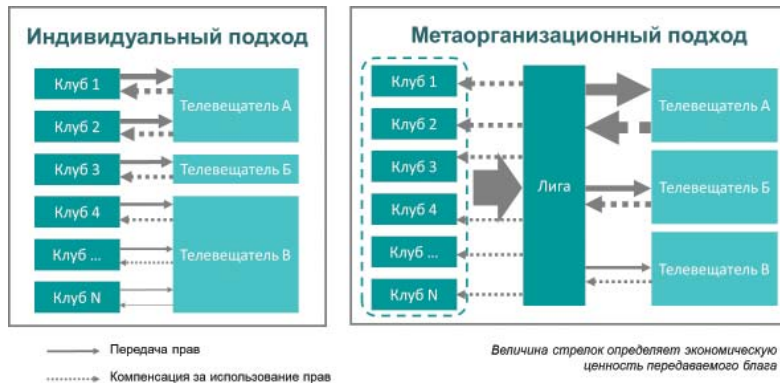 Индивидуальный подход
Клуб 1
Клуб 2
Клуб 3
Клуб 4
Клуб ...
Клуб N
Телевещатель А
Телевещатель Б
Телевещатель В
Метаорганизационный подход
Клуб 1
Клуб 2
Клуб 3
Клуб 4
Клуб ...
Клуб N
Лига
Телевещатель А
Телевещатель Б
Телевещатель В
Передача прав
Компенсация за использование прав
Величина стрелок определяет экономическую
ценность передаваемого блага